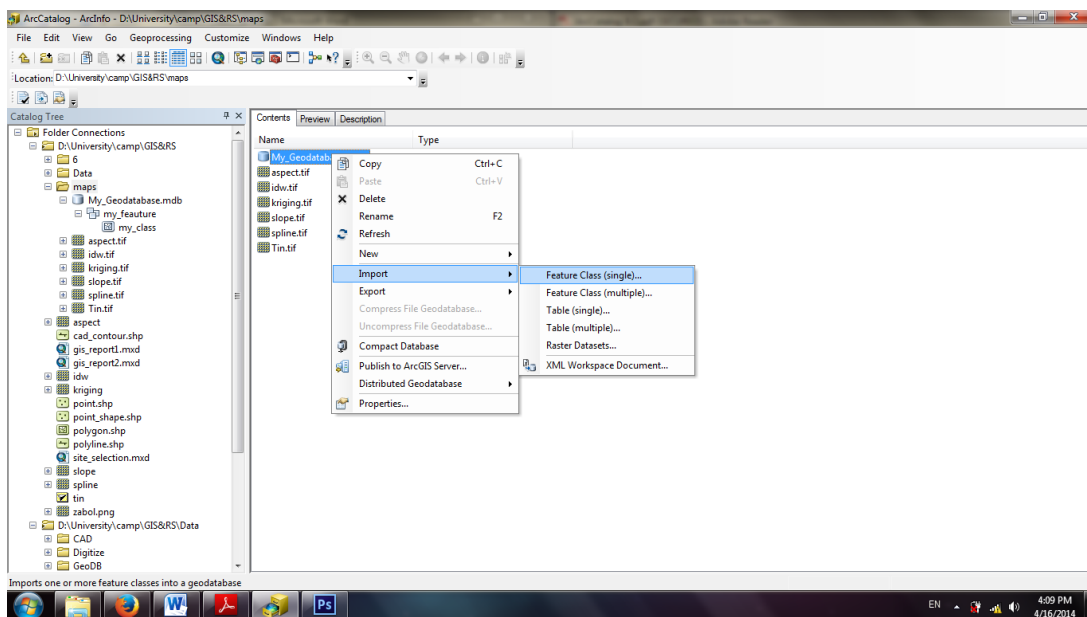 ArcCatalog - ArcInfo - D:\University\camp\GIS&RS\maps
File Edit View Go Geoprocessing Customize Windows Help
Location: D:\University\camp\GIS&RS\maps
Catalog Tree
Folder Connections
D:\University\camp\GIS&RS
6
Data
maps
My_Geodatabase.mdb
my_feauture
my_class
aspect.tif
idw.tif
kriging.tif
slope.tif
spline.tif
Tin.tif
aspect
cad_contour.shp
gis_report1.mxd
gis_report2.mxd
idw
kriging
point.shp
point_shape.shp
polygon.shp
polyline.shp
site_selection.mxd
slope
spline
tin
zabol.png
D:\University\camp\GIS&RS\Data
CAD
Digitize
GeoDB
Contents Preview Description
Name Type
My_Geodatab
aspect.tif
idw.tif
kriging.tif
slope.tif
spline.tif
Tin.tif
Copy Ctrl+C
Paste Ctrl+V
Delete
Rename F2
Refresh
New
Import
Export
Compress File Geodatabase...
Uncompress File Geodatabase...
Compact Database
Publish to ArcGIS Server...
Distributed Geodatabase
Properties...
Feature Class (single)...
Feature Class (multiple)...
Table (single)...
Table (multiple)...
Raster Datasets...
XML Workspace Document...
Imports one or more feature classes into a geodatabase
W
Ps
EN
4:09 PM
4/16/2014